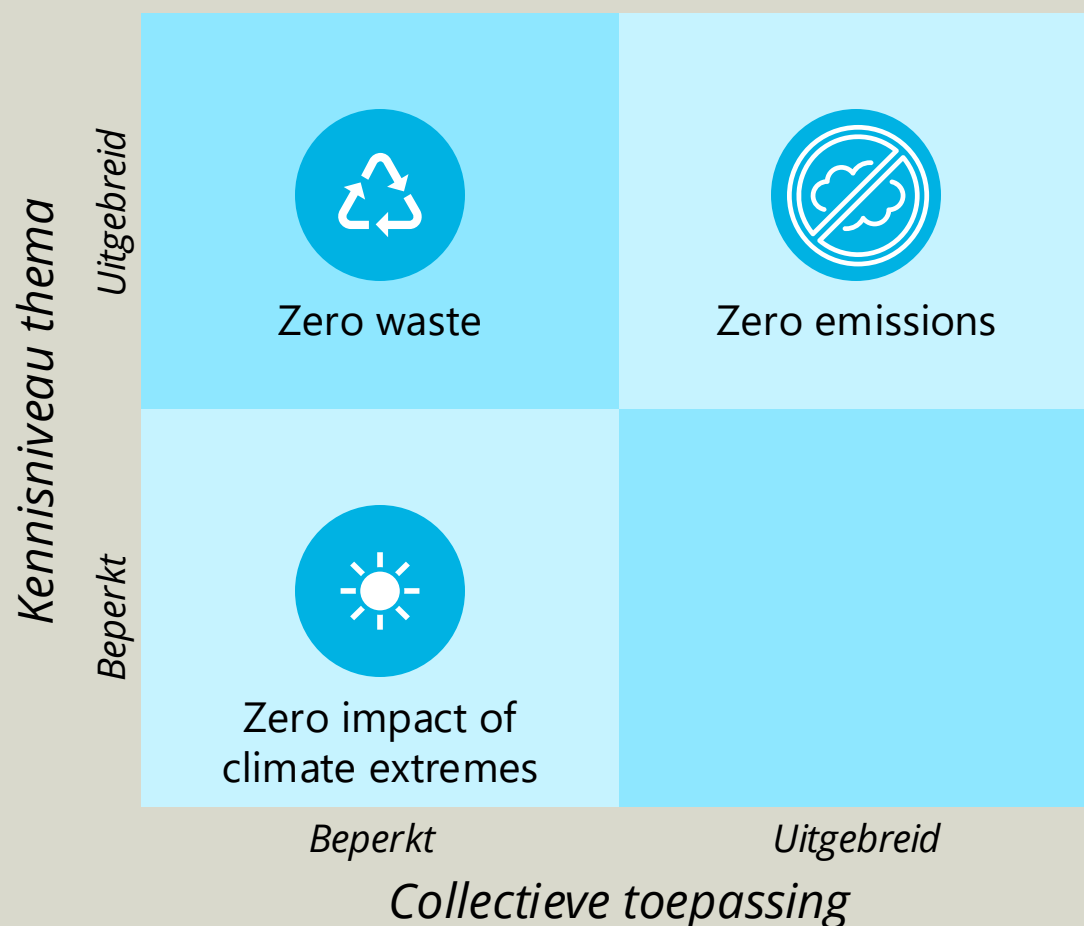 Kennisniveau thema
Uitgebreid
Zero waste
Zero emissions
Beperkt
Zero impact of
climate extremes
Beperkt
Uitgebreid
Collectieve toepassing